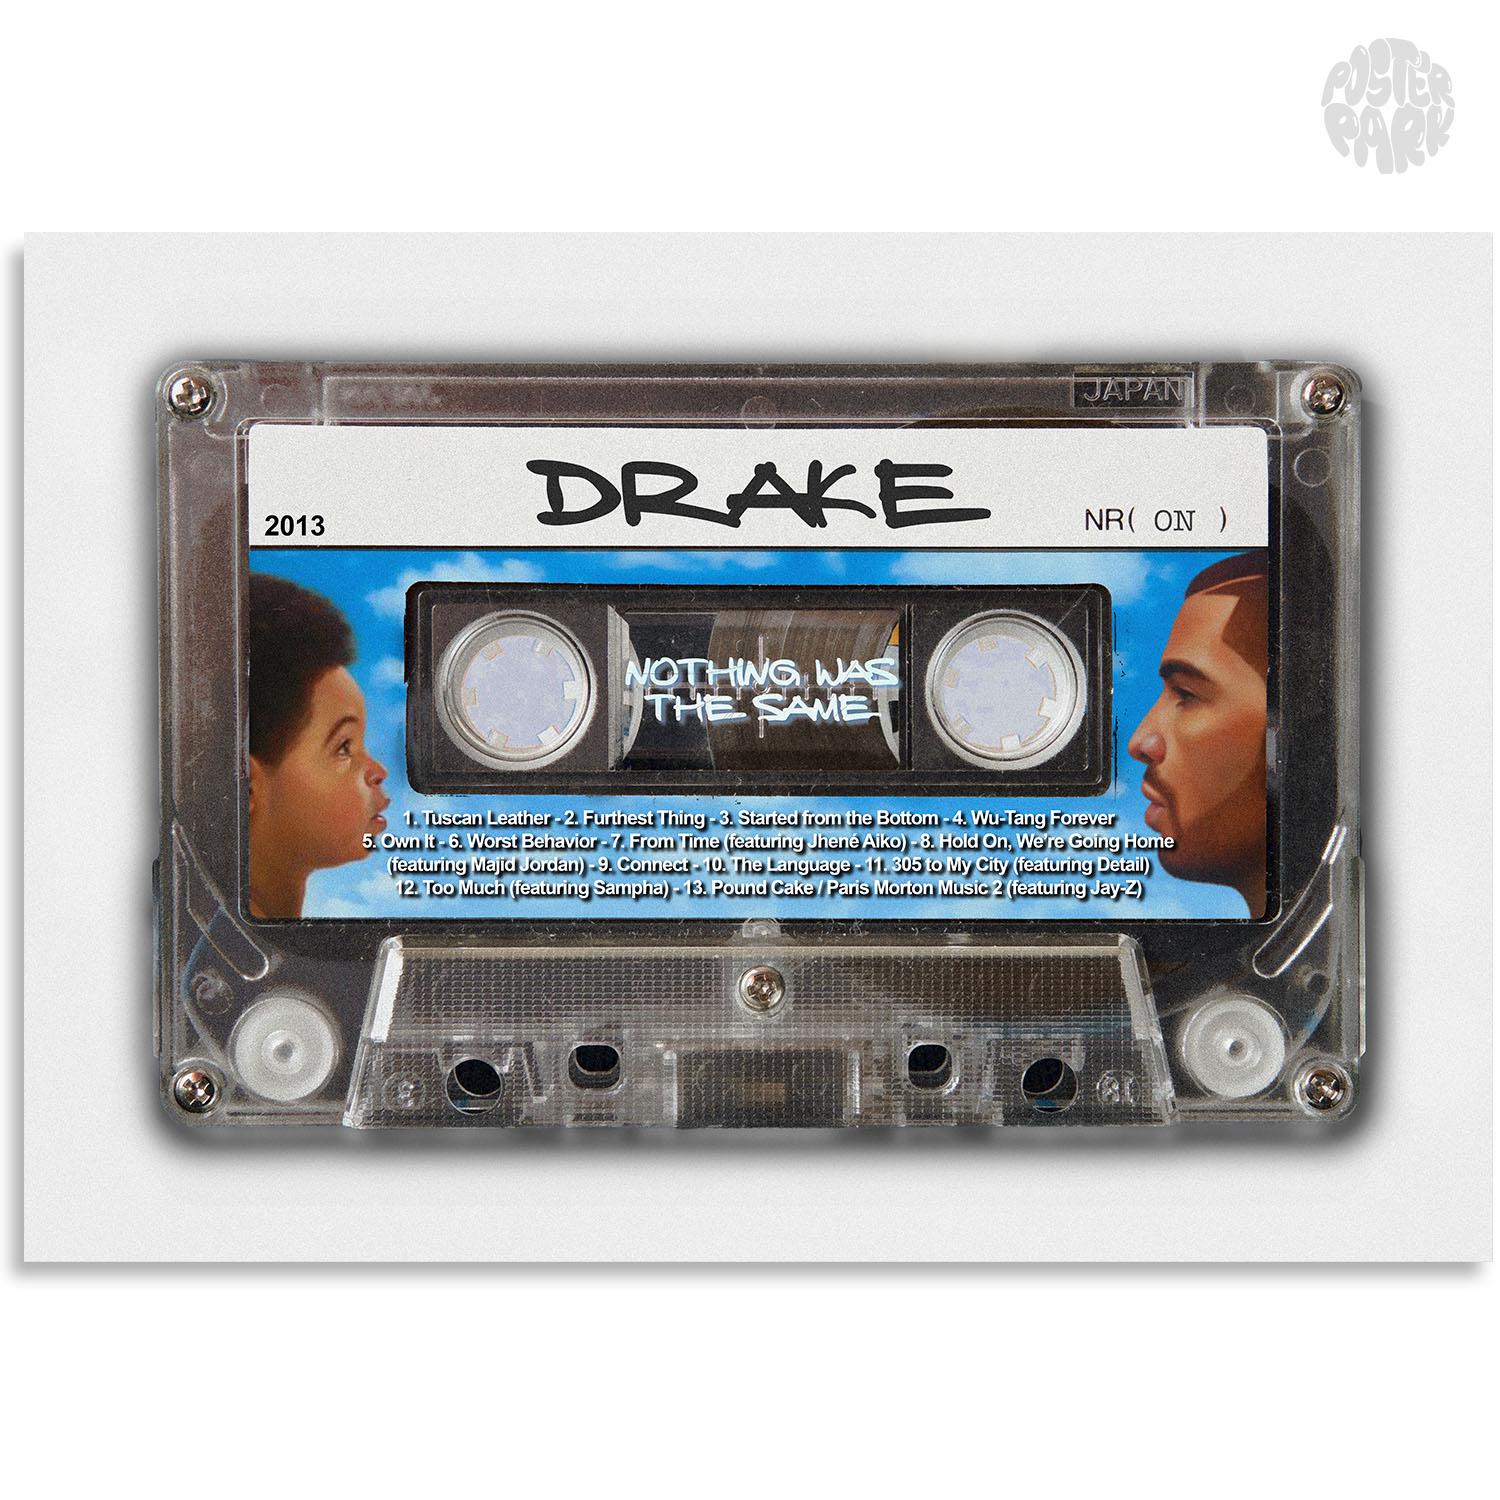 POSTER
PARK
JAPAN
DRAKE
2013
NR( ON )
NOTHING WAS
THE SAME
1. Tuscan Leather - 2. Furthest Thing - 3. Started from the Bottom - 4. Wu-Tang Forever
5. Own It - 6. Worst Behavior - 7. From Time (featuring Jhené Aiko) - 8. Hold On, We're Going Home
(featuring Majid Jordan) - 9. Connect - 10. The Language - 11. 305 to My City (featuring Detail)
12. Too Much (featuring Sampha) - 13. Pound Cake / Paris Morton Music 2 (featuring Jay-Z)